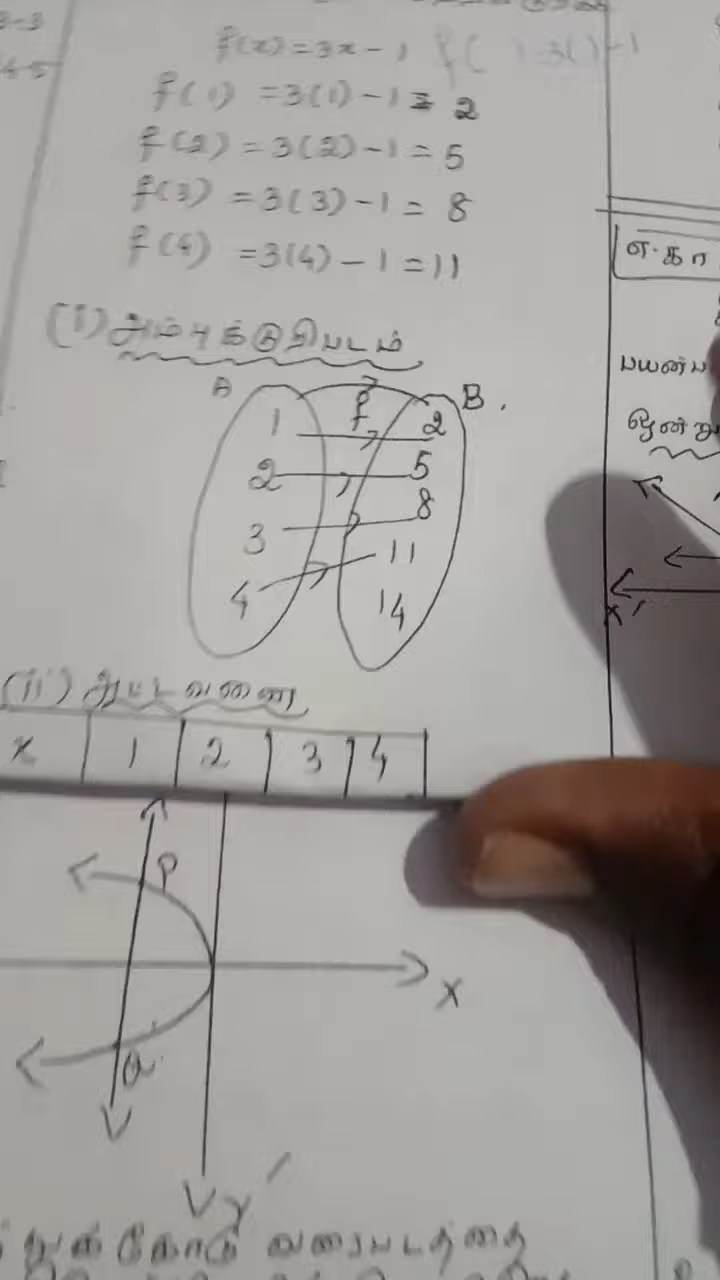 f(x) = 3x - 1
f(1) = 3(1) - 1 = 2
f(2) = 3(2) - 1 = 5
f(3) = 3(3) - 1 = 8
f(4) = 3(4) - 1 = 11
எ.கா
(i) அம்புக்குறிபடம்
A f B.
1 2
2 5
3 8
4 11
14
x'
(ii) அட்டவணை
x 1 2 3 4
P
x
Q
y'
கோடு வரைபடத்தை